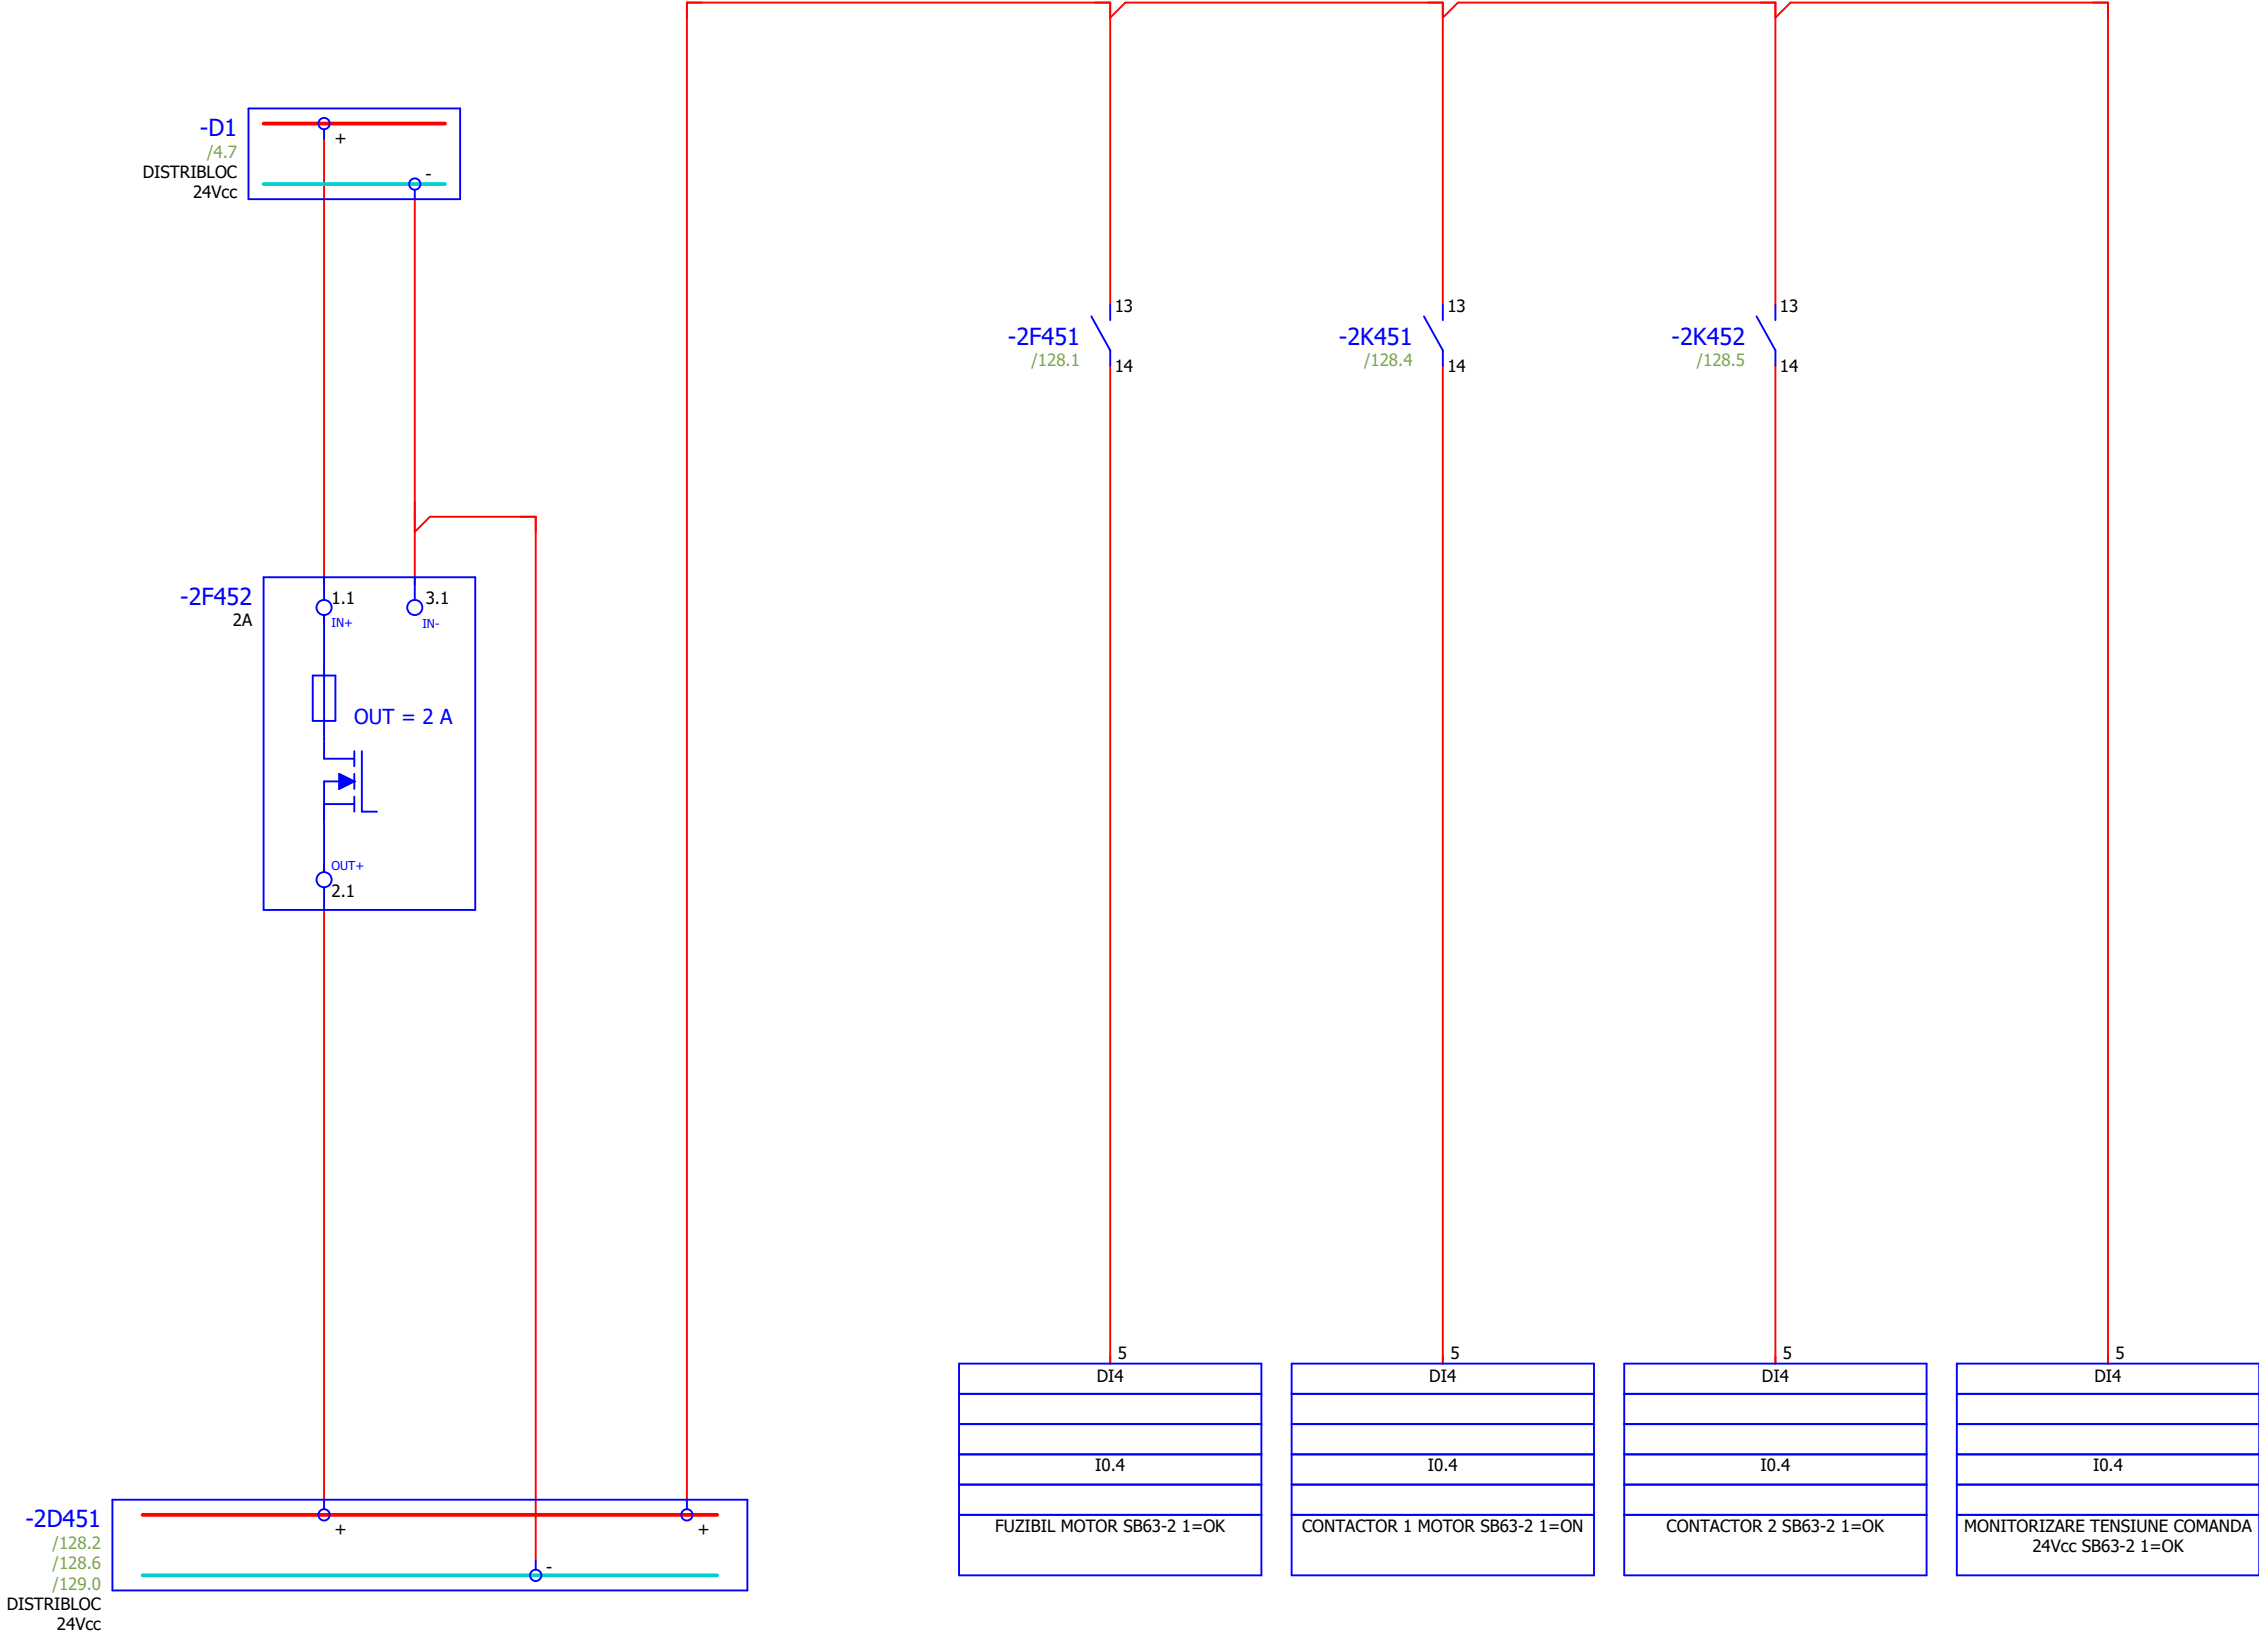 -D1
/4.7
DISTRIBLOC
24Vcc
+
-
-2F451
/128.1
13
14
-2K451
/128.4
13
14
-2K452
/128.5
13
14
-2F452
2A
1.1
IN+
3.1
IN-
OUT = 2 A
OUT+
2.1
-2D451
/128.2
/128.6
/129.0
DISTRIBLOC
24Vcc
+
-
+
5
DI4
I0.4
FUZIBIL MOTOR SB63-2 1=OK
5
DI4
I0.4
CONTACTOR 1 MOTOR SB63-2 1=ON
5
DI4
I0.4
CONTACTOR 2 SB63-2 1=OK
5
DI4
I0.4
MONITORIZARE TENSIUNE COMANDA
24Vcc SB63-2 1=OK